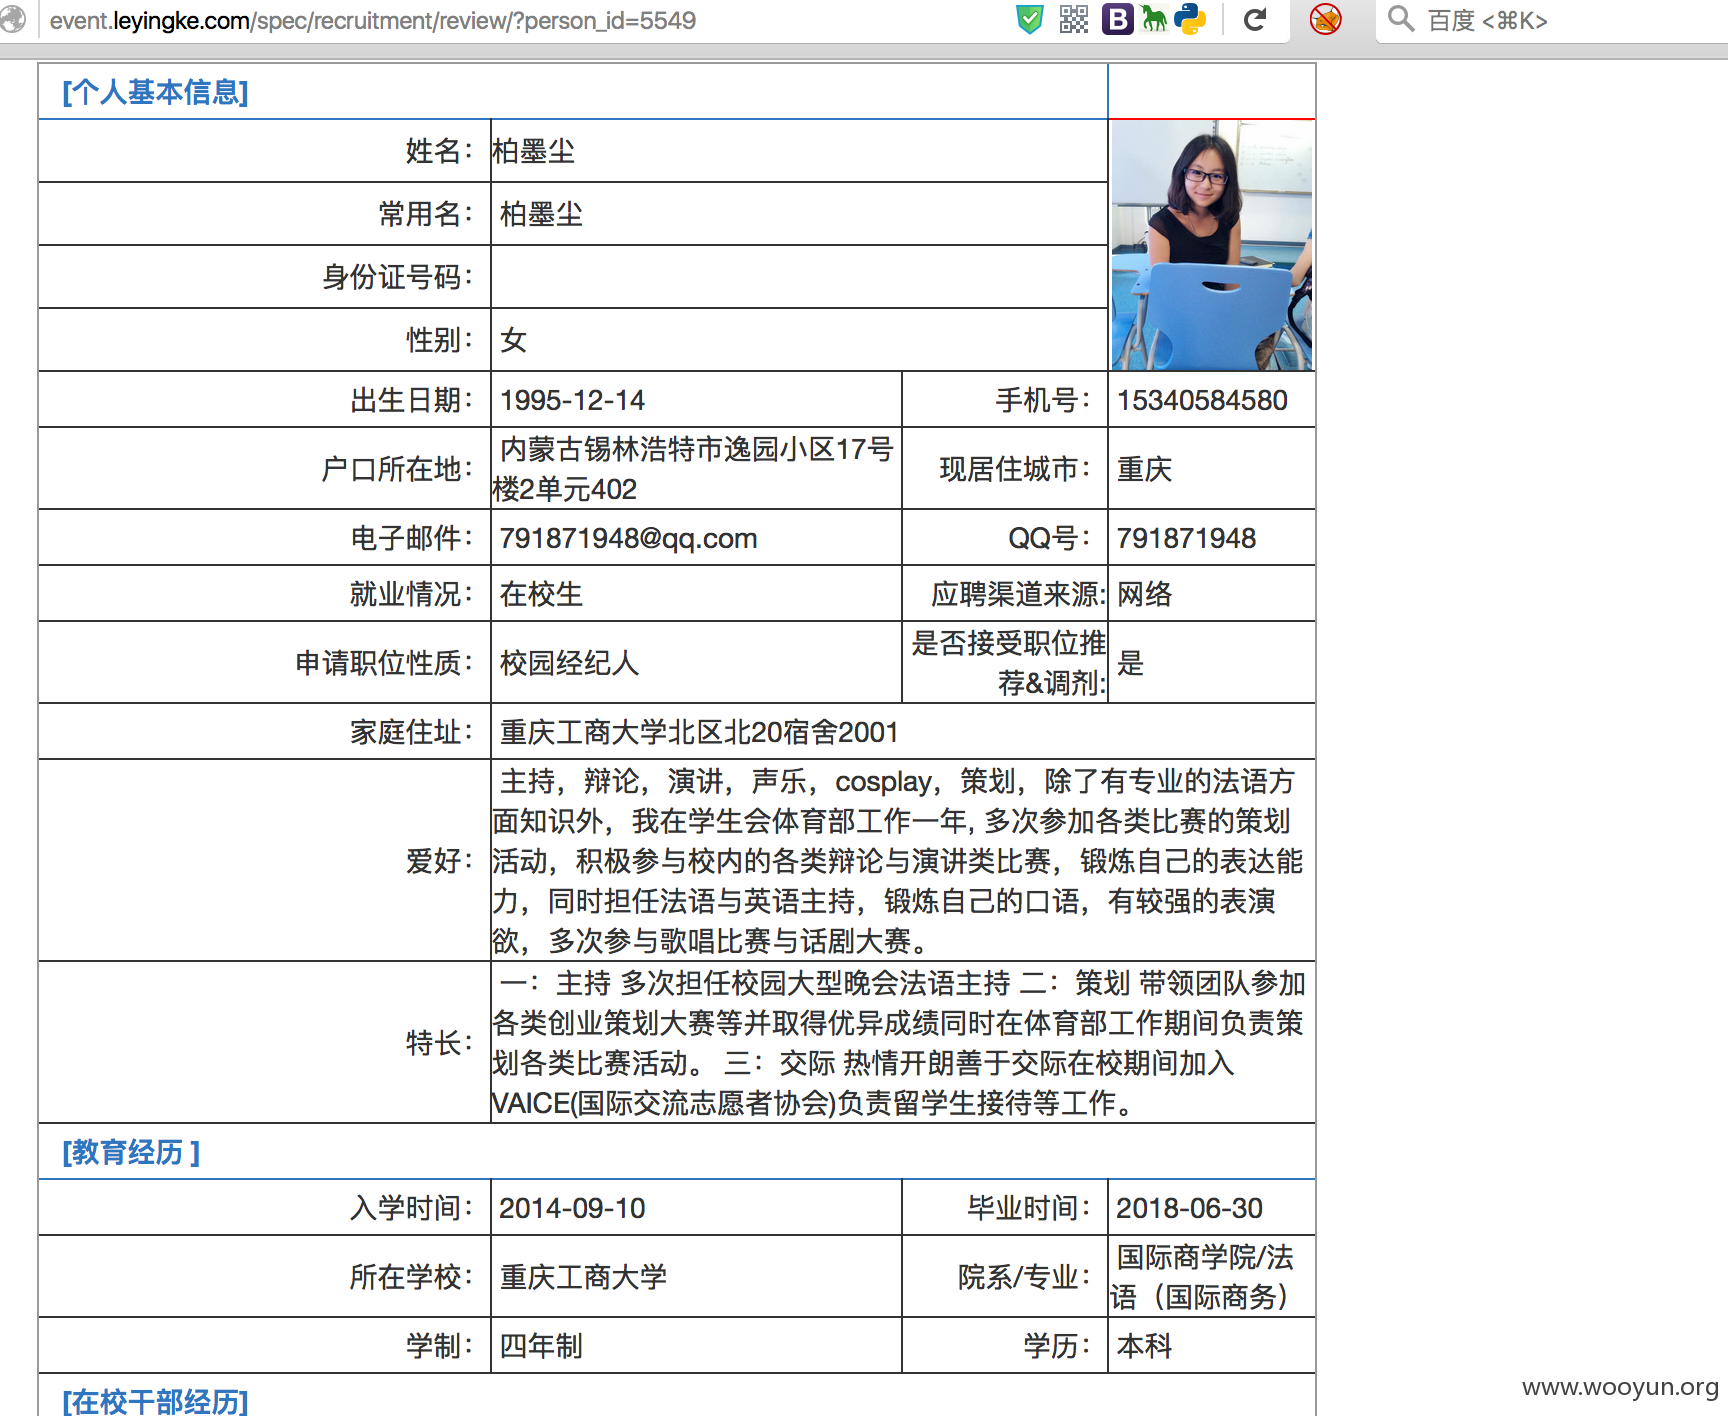 event.leyingke.com/spec/recruitment/review/?person_id=5549
百度 <⌘K>
[个人基本信息]
姓名： 柏墨尘
常用名： 柏墨尘
身份证号码：
性别： 女
出生日期： 1995-12-14 手机号： 15340584580
户口所在地： 内蒙古锡林浩特市逸园小区17号
楼2单元402
现居住城市： 重庆
电子邮件： 791871948@qq.com QQ号： 791871948
就业情况： 在校生 应聘渠道来源: 网络
申请职位性质： 校园经纪人
是否接受职位推
荐&调剂: 是
家庭住址： 重庆工商大学北区北20宿舍2001
爱好：
主持，辩论，演讲，声乐，cosplay，策划，除了有专业的法语方
面知识外，我在学生会体育部工作一年, 多次参加各类比赛的策划
活动，积极参与校内的各类辩论与演讲类比赛，锻炼自己的表达能
力，同时担任法语与英语主持，锻炼自己的口语，有较强的表演
欲，多次参与歌唱比赛与话剧大赛。
特长：
一：主持 多次担任校园大型晚会法语主持 二：策划 带领团队参加
各类创业策划大赛等并取得优异成绩同时在体育部工作期间负责策
划各类比赛活动。 三：交际 热情开朗善于交际在校期间加入
VAICE(国际交流志愿者协会)负责留学生接待等工作。
[教育经历 ]
入学时间： 2014-09-10 毕业时间： 2018-06-30
所在学校： 重庆工商大学 院系/专业： 国际商学院/法
语（国际商务）
学制： 四年制 学历： 本科
[在校干部经历]
www.wooyun.org